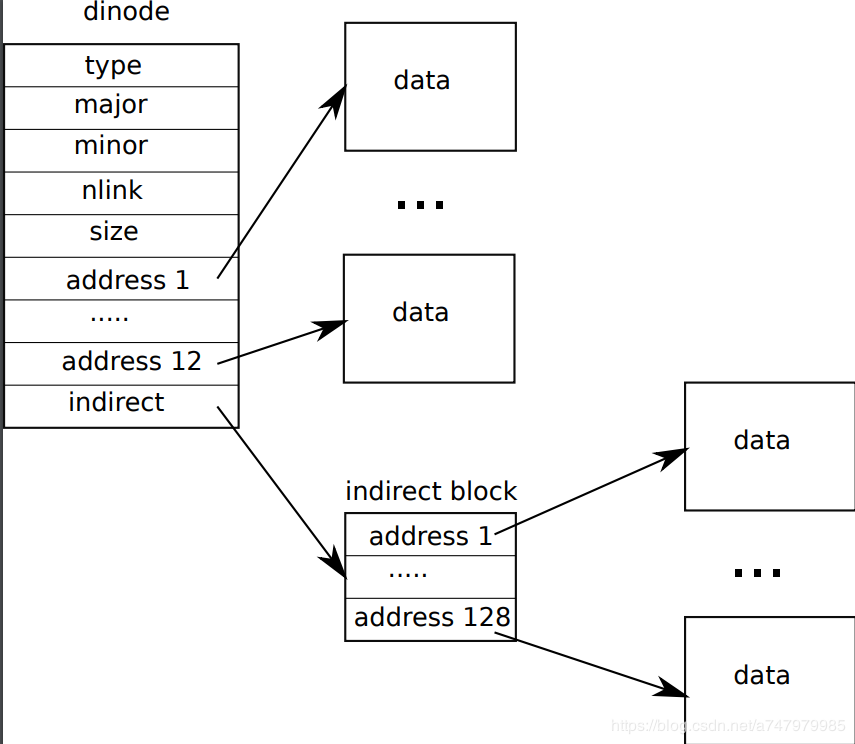 dinode
type
major
minor
nlink
size
address 1
.....
address 12
indirect
data
...
data
indirect block
address 1
.....
address 128
data
...
data
https://blog.csdn.net/a747979985